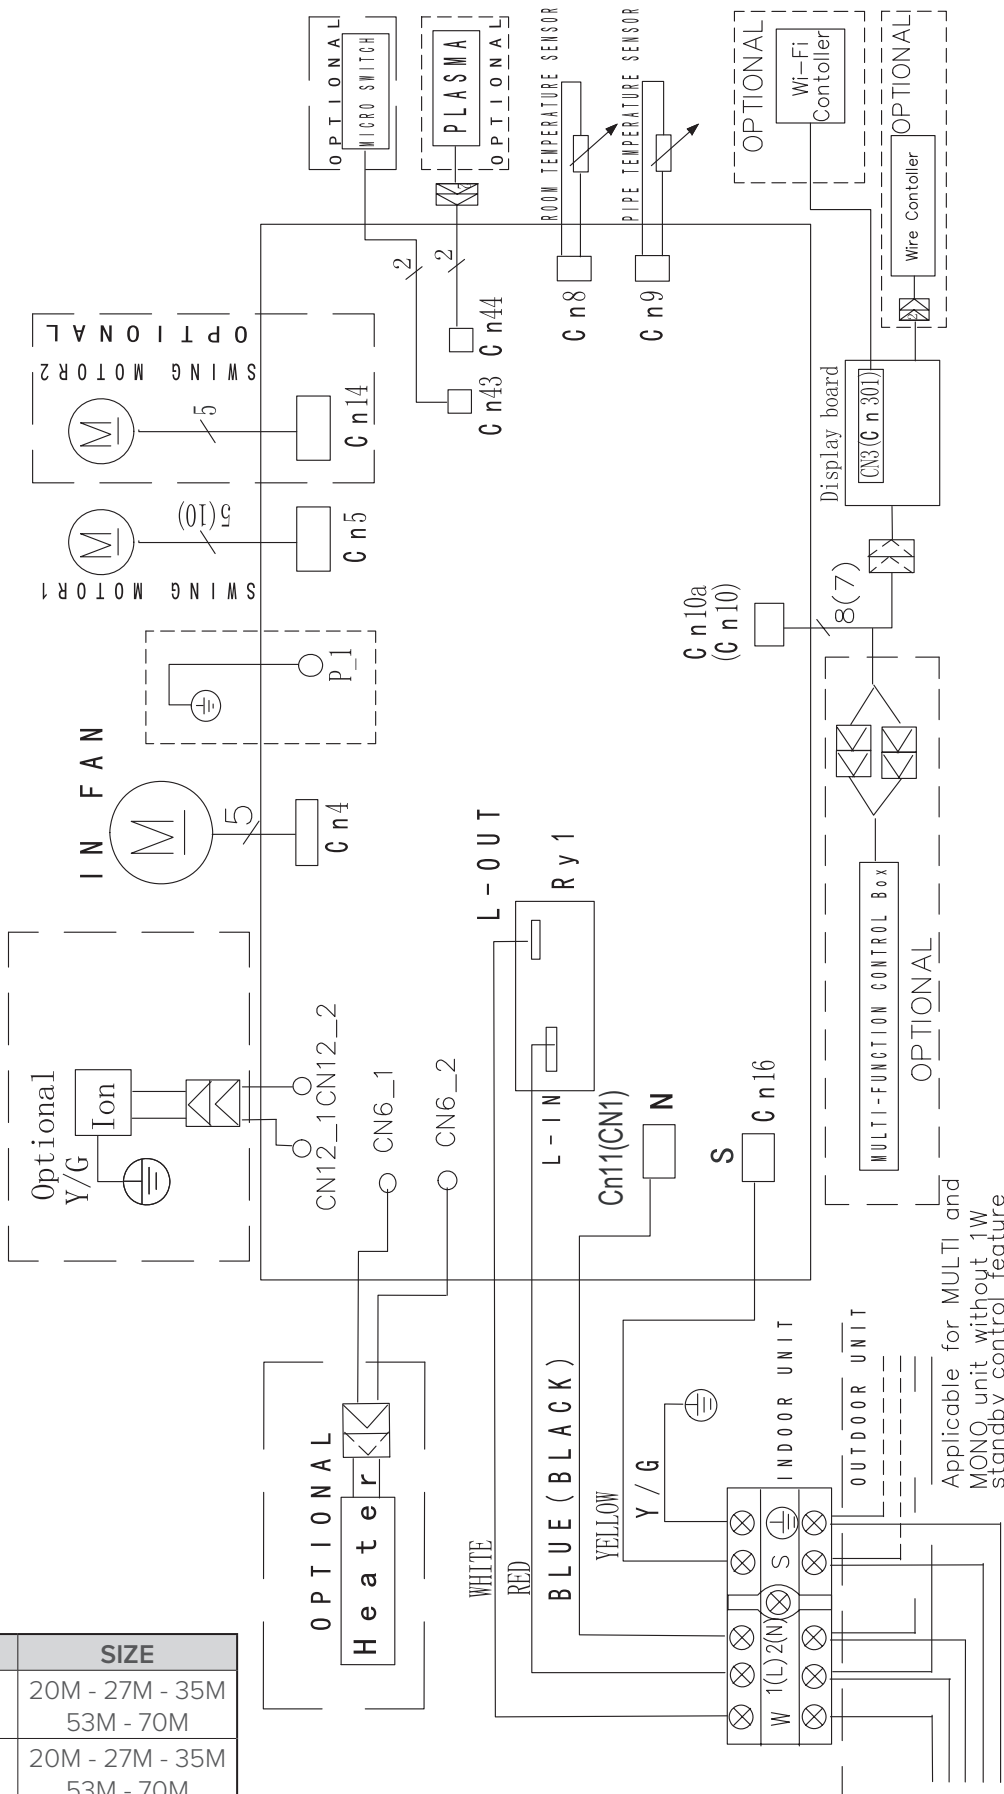 OPTIONAL
MICRO SWITCH
PLASMA
OPTIONAL
ROOM TEMPERATURE SENSOR
PIPE TEMPERATURE SENSOR
OPTIONAL
Wi-Fi
Contoller
OPTIONAL
Wire Contoller
2
2
Cn44
Cn43
Cn8
Cn9
OPTIONAL
SWING MOTOR2
M
5
Cn14
M
5(10)
Cn5
SWING MOTOR1
Display board
CN3(Cn301)
Cn10a
(Cn10)
8(7)
P_1
IN FAN
M
5
Cn4
L-OUT
Ry1
L-IN
MULTI-FUNCTION CONTROL Box
OPTIONAL
Optional
Y/G
Ion
CN12_1
CN12_2
CN6_1
CN6_2
Cn11(CN1)
N
S
Cn16
OPTIONAL
Heater
WHITE
RED
BLUE(BLACK)
YELLOW
Y/G
INDOOR UNIT
OUTDOOR UNIT
W
1(L)
2(N)
S
Applicable for MULTI and
MONO unit without 1W
standby control feature
SIZE
20M - 27M - 35M
53M - 70M
20M - 27M - 35M
53M - 70M